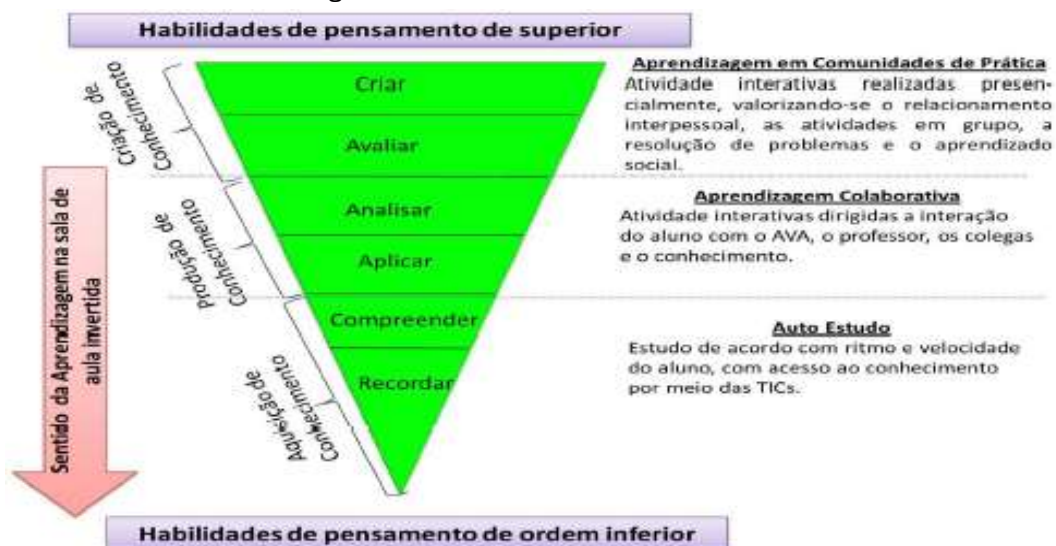 Habilidades de pensamento de superior
Criação de
Conhecimento
Criar
Avaliar
Aprendizagem em Comunidades de Prática
Atividade interativas realizadas presen-
cialmente, valorizando-se o relacionamento
interpessoal, as atividades em grupo, a
resolução de problemas e o aprendizado
social.
Sentido da Aprendizagem na sala de
aula invertida
Produção de
Conhecimento
Analisar
Aplicar
Aprendizagem Colaborativa
Atividade interativas dirigidas a interação
do aluno com o AVA, o professor, os colegas
e o conhecimento.
Aquisição de
Conhecimento
Compreender
Recordar
Auto Estudo
Estudo de acordo com ritmo e velocidade
do aluno, com acesso ao conhecimento
por meio das TICs.
Habilidades de pensamento de ordem inferior